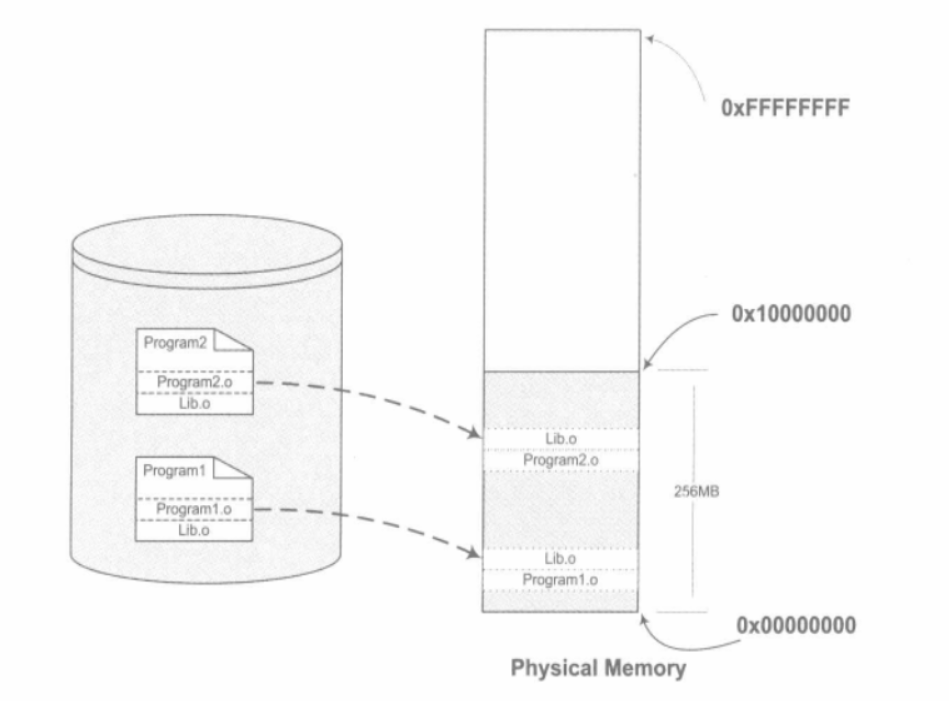 0xFFFFFFFF
0x10000000
Program2
Program2.o
Lib.o
Program1
Program1.o
Lib.o
Lib.o
Program2.o
Lib.o
Program1.o
256MB
0x00000000
Physical Memory